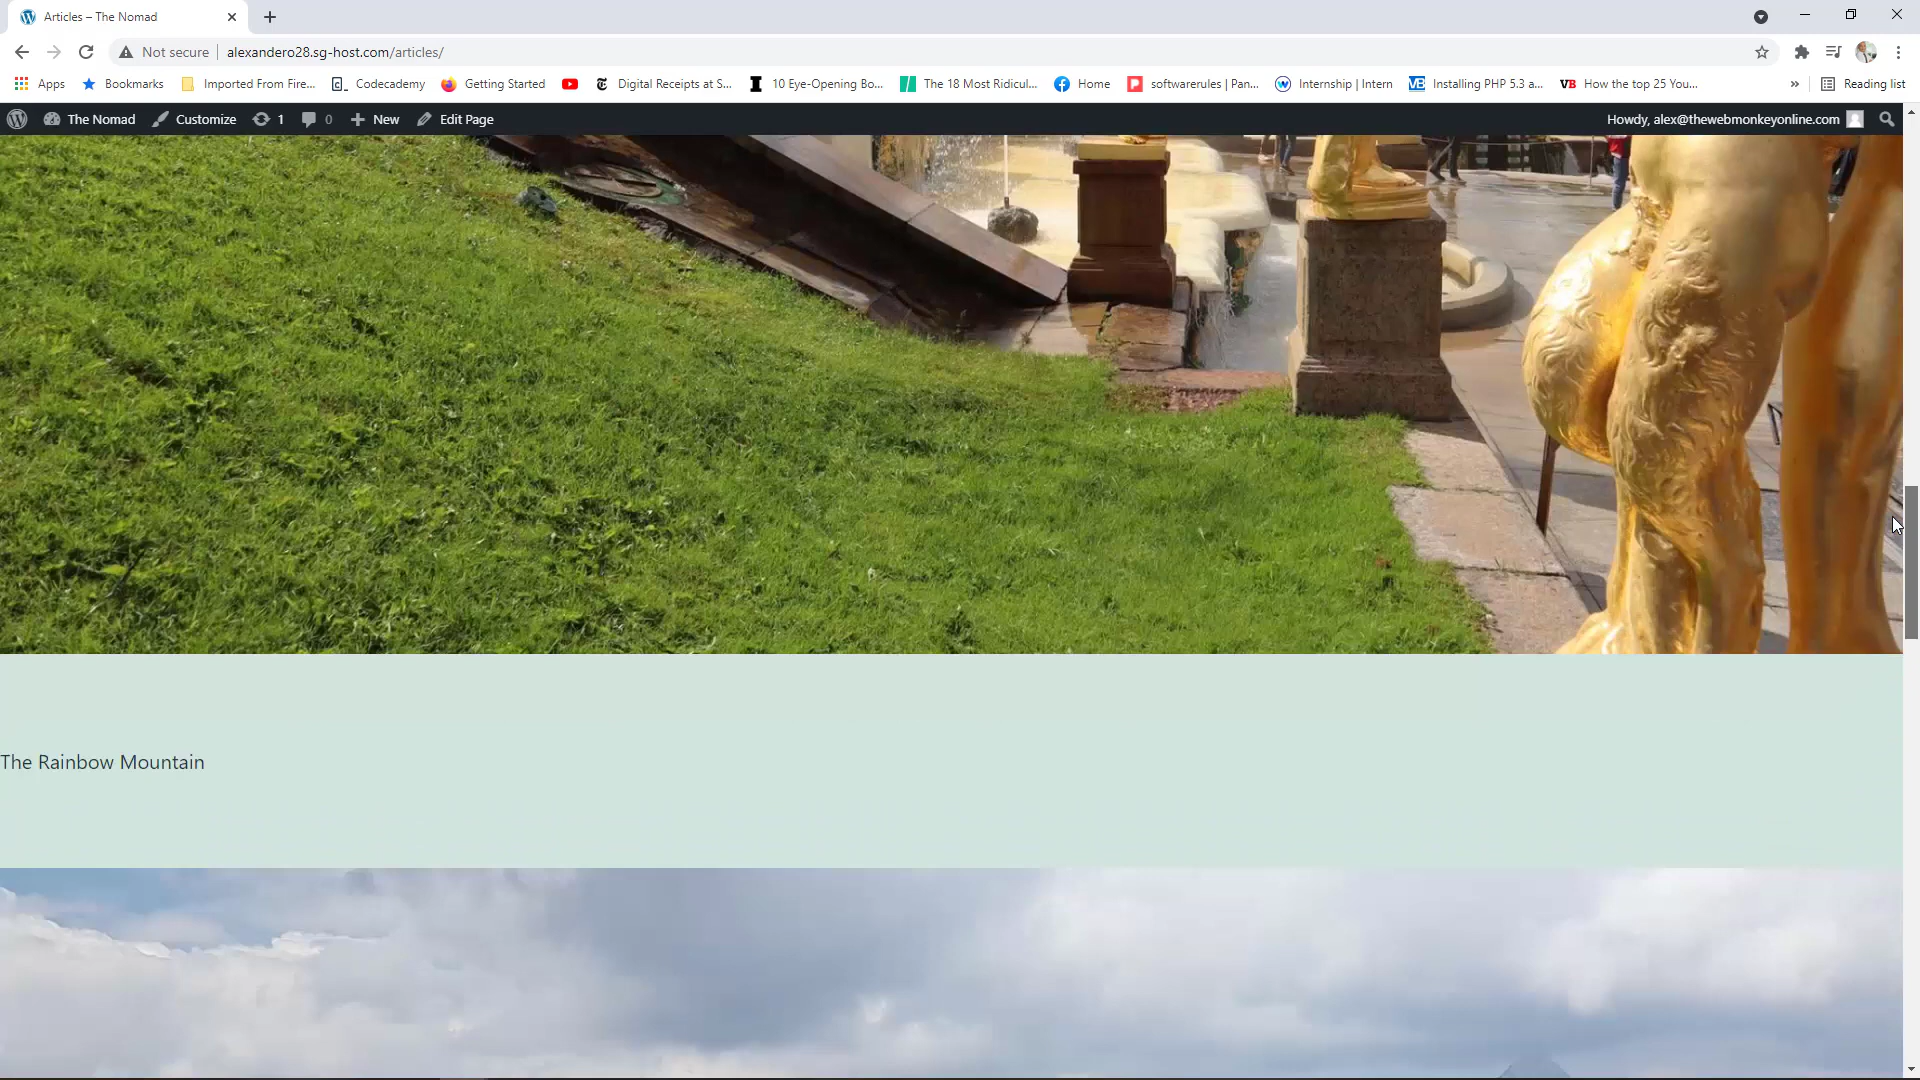 Articles – The Nomad
Not secure
alexandero28.sg-host.com/articles/
Apps
Bookmarks
Imported From Fire...
Codecademy
Getting Started
Digital Receipts at S...
10 Eye-Opening Bo...
The 18 Most Ridicul...
Home
softwarerules | Pan...
Internship | Intern
Installing PHP 5.3 a...
VB How the top 25 You...
»
Reading list
The Nomad
Customize
1
0
New
Edit Page
Howdy, alex@thewebmonkeyonline.com
The Rainbow Mountain